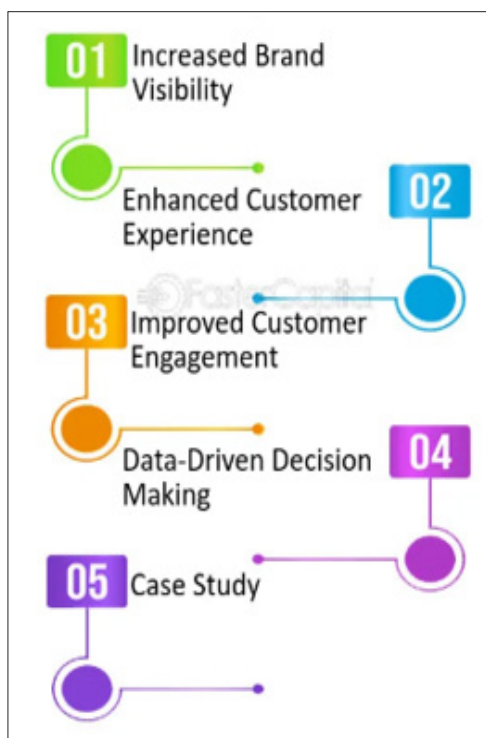 01 Increased Brand
Visibility
Enhanced Customer 02
Experience
FasterCapital
03 Improved Customer
Engagement
Data-Driven Decision 04
Making
05 Case Study